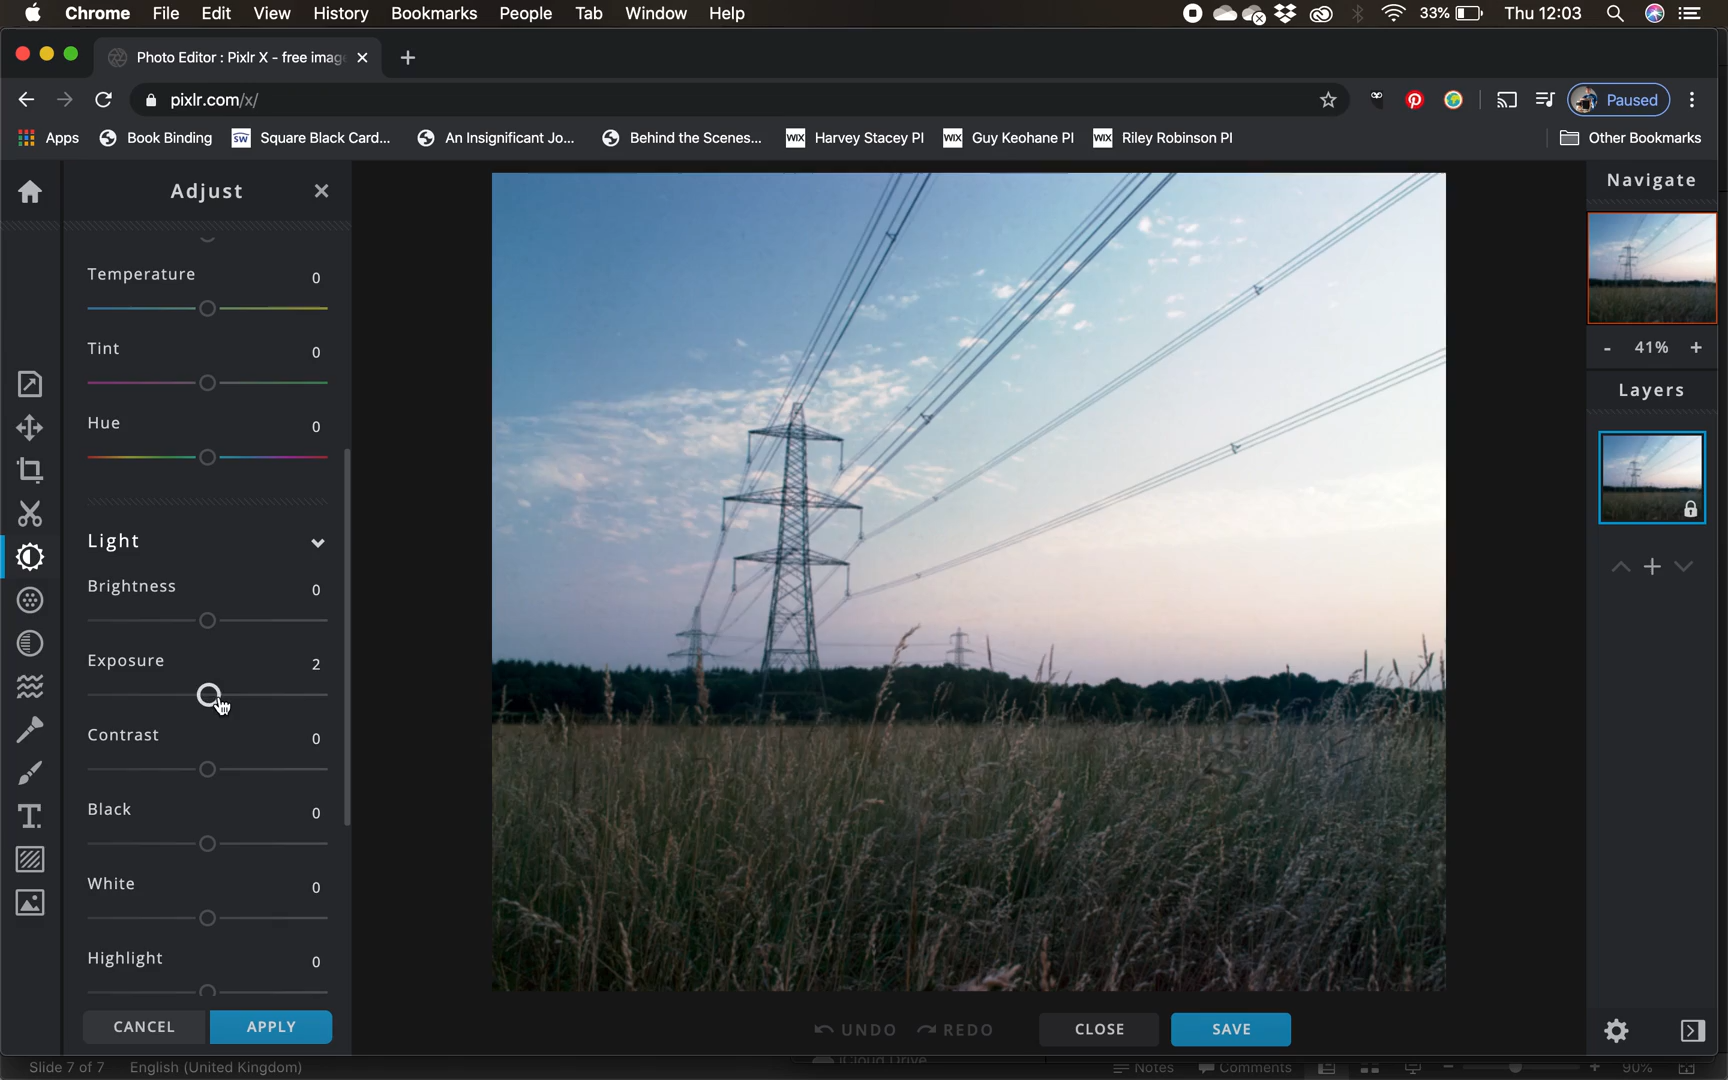 Chrome File Edit View History Bookmarks People Tab Window Help 33% Thu 12:03
Photo Editor : Pixlr X - free imag
pixlr.com/x/ Paused
Apps Book Binding Square Black Card... An Insignificant Jo... Behind the Scenes... Harvey Stacey PI Guy Keohane PI Riley Robinson PI Other Bookmarks
Adjust
Navigate
Temperature 0
Tint 0
41%
Layers
Hue 0
Light
Brightness 0
Exposure 2
Contrast 0
Black 0
White 0
Highlight 0
CANCEL APPLY
UNDO REDO CLOSE SAVE
Slide 7 of 7 English (United Kingdom) iCloud Drive Notes Comments 90%